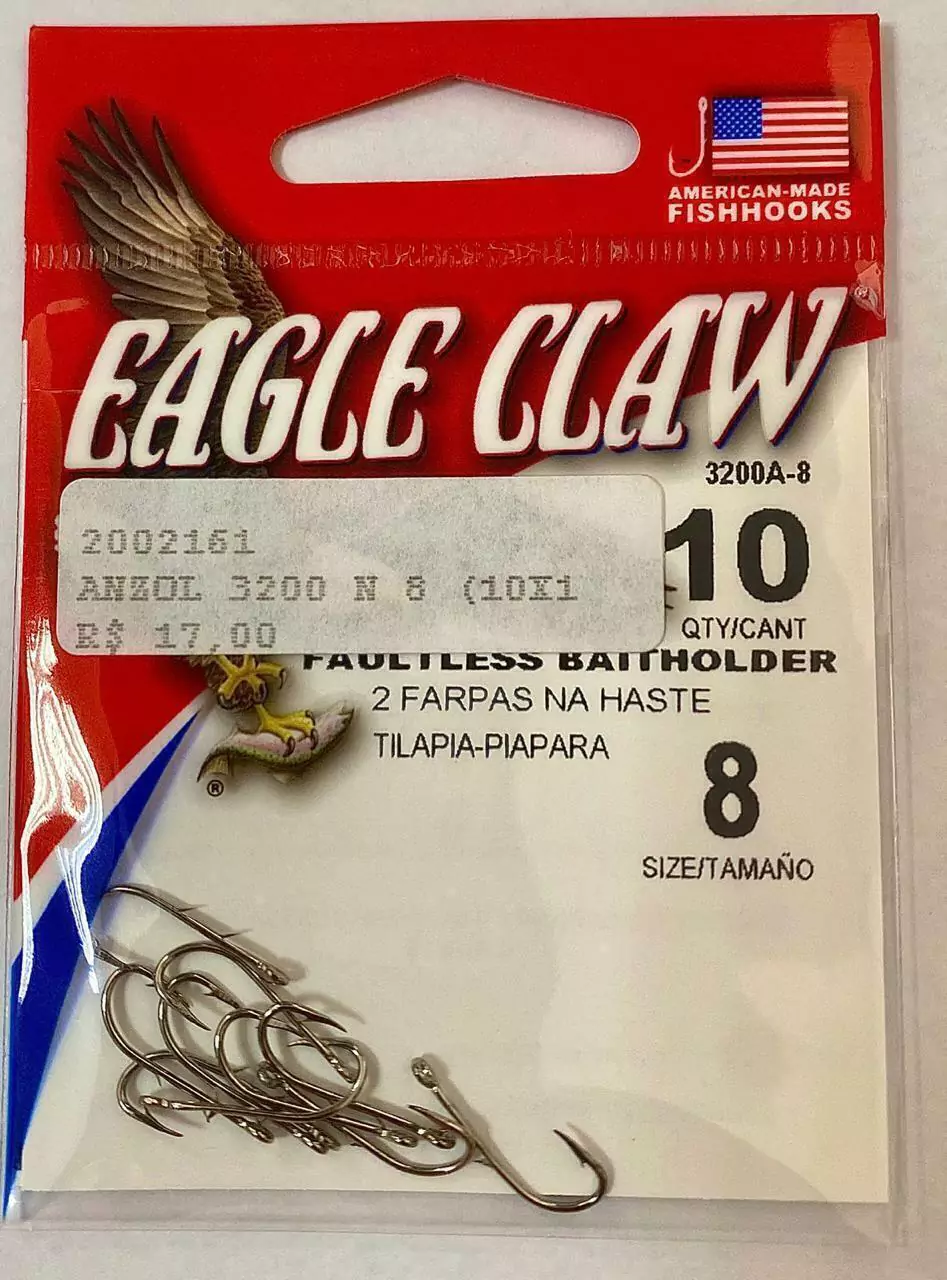 AMERICAN-MADE
FISHHOOKS
EAGLE CLAW®
3200A-8
2002161
ANZOL 3200 N 8 (10X1
R$ 17,00
10
QTY/CANT
FAULTLESS BAITHOLDER
2 FARPAS NA HASTE
TILAPIA-PIAPARA
8
SIZE/TAMAÑO
®